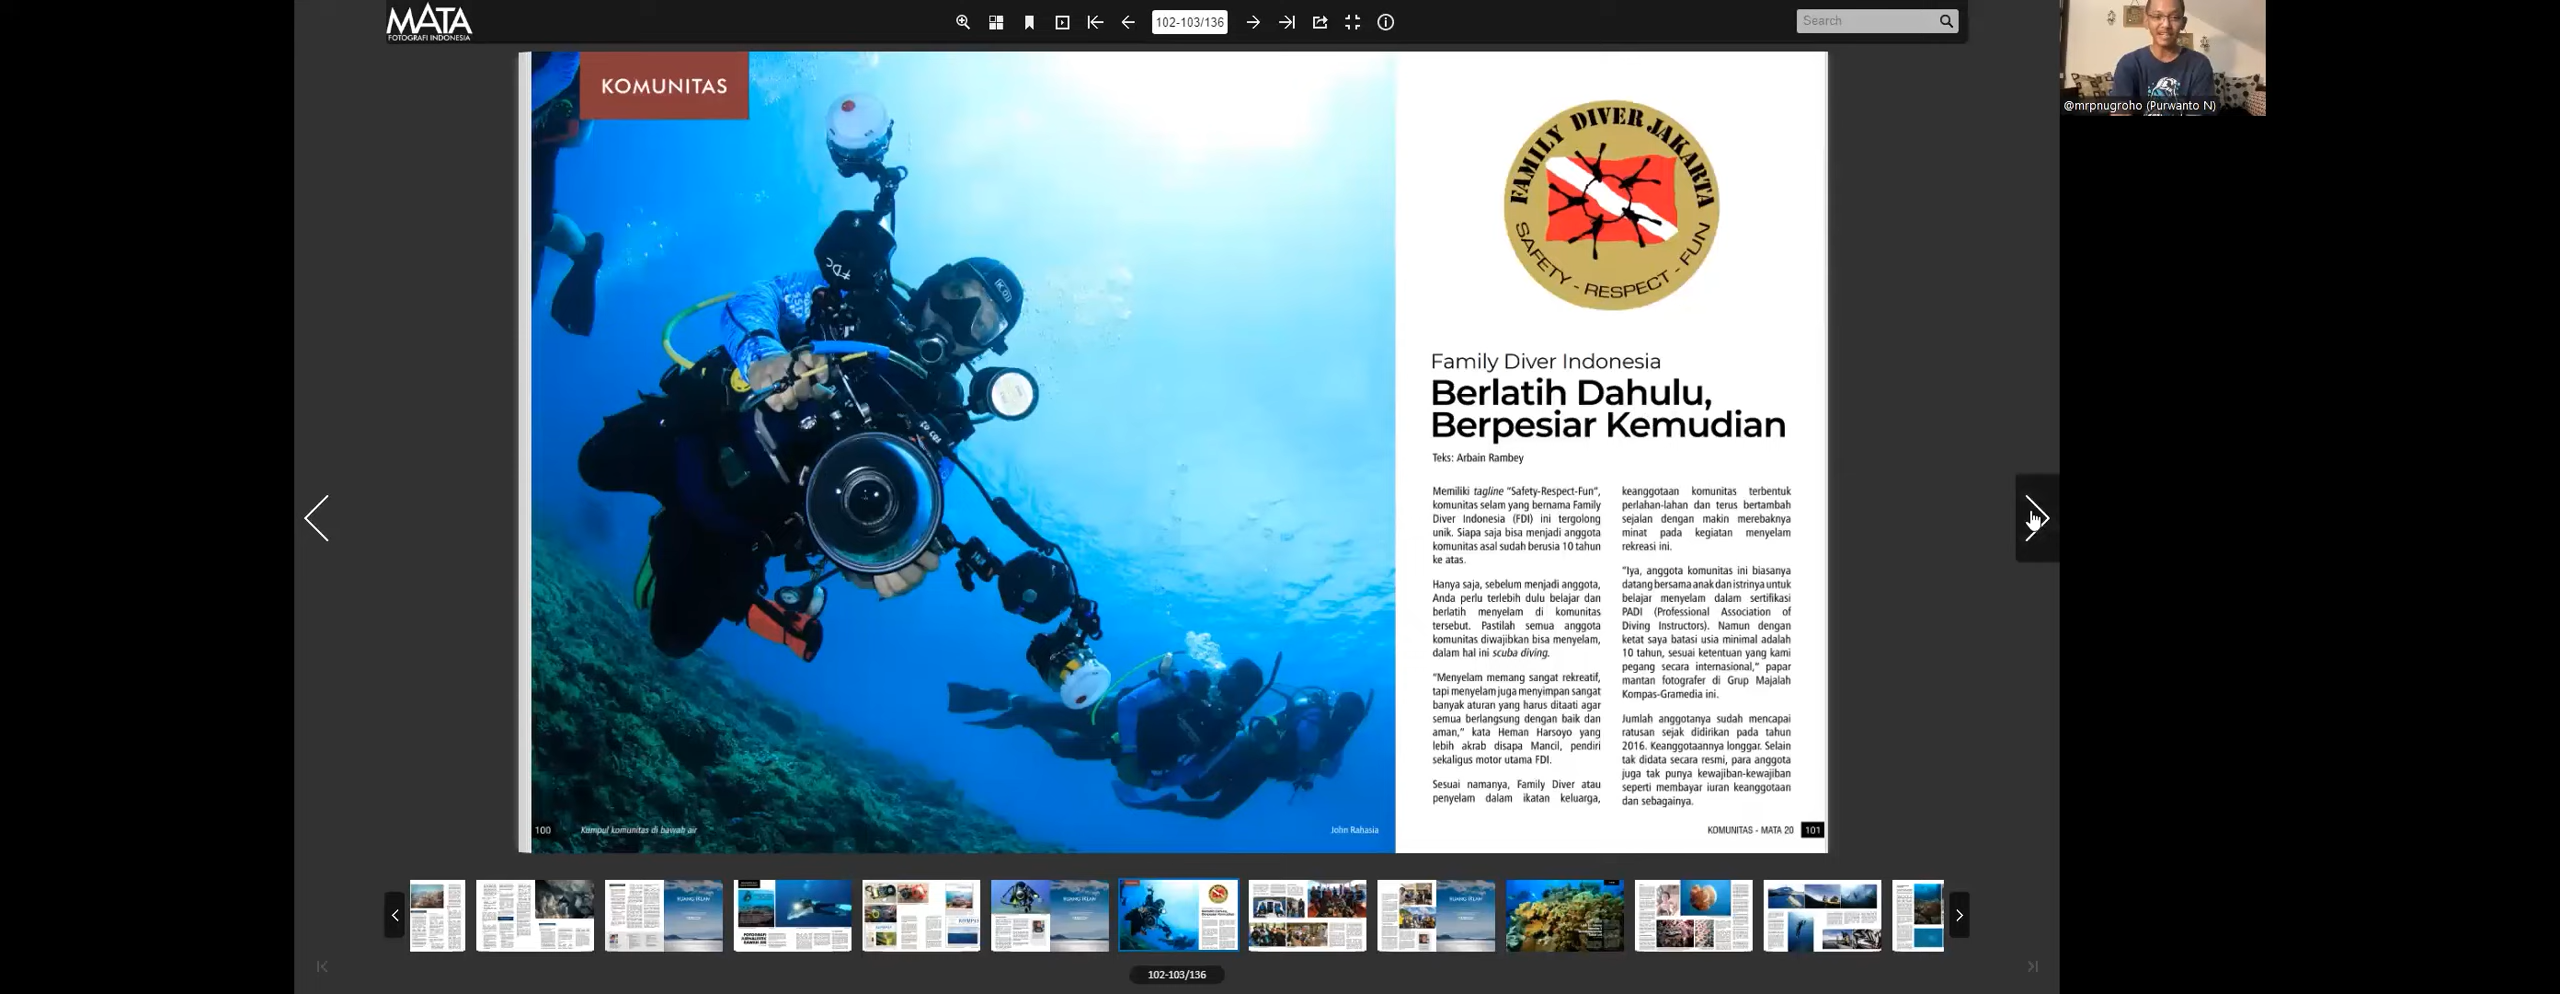 MATA
FOTOGRAFI INDONESIA
102-103/136
Search
@mrpnugroho (Purwanto N)
KOMUNITAS
FAMILY DIVER JAKARTA
SAFETY - RESPECT - FUN
Family Diver Indonesia
Berlatih Dahulu,
Berpesiar Kemudian
Teks: Arbain Rambey
Memiliki tagline "Safety-Respect-Fun",
komunitas selam yang bernama Family
Diver Indonesia (FDI) ini tergolong
unik. Siapa saja bisa menjadi anggota
komunitas asal sudah berusia 10 tahun
ke atas.
Hanya saja, sebelum menjadi anggota,
Anda perlu terlebih dulu belajar dan
berlatih menyelam di komunitas
tersebut. Pastilah semua anggota
komunitas diwajibkan bisa menyelam,
dalam hal ini scuba diving.
"Menyelam memang sangat rekreatif,
tapi menyelam juga menyimpan sangat
banyak aturan yang harus ditaati agar
semua berlangsung dengan baik dan
aman," kata Heman Harsoyo yang
lebih akrab disapa Mancil, pendiri
sekaligus motor utama FDI.
Sesuai namanya, Family Diver atau
penyelam dalam ikatan keluarga,
keanggotaan komunitas terbentuk
perlahan-lahan dan terus bertambah
sejalan dengan makin merebaknya
minat pada kegiatan menyelam
rekreasi ini.
"Iya, anggota komunitas ini biasanya
datang bersama anak dan istrinya untuk
belajar menyelam dalam sertifikasi
PADI (Professional Association of
Diving Instructors). Namun dengan
ketat saya batasi usia minimal adalah
10 tahun, sesuai ketentuan yang kami
pegang secara internasional," papar
mantan fotografer di Grup Majalah
Kompas-Gramedia ini.
Jumlah anggotanya sudah mencapai
ratusan sejak didirikan pada tahun
2016. Keanggotaannya longgar. Selain
tak didata secara resmi, para anggota
juga tak punya kewajiban-kewajiban
seperti membayar iuran keanggotaan
dan sebagainya.
100
Kumpul komunitas di bawah air
John Rahasia
KOMUNITAS - MATA 20 101
102-103/136